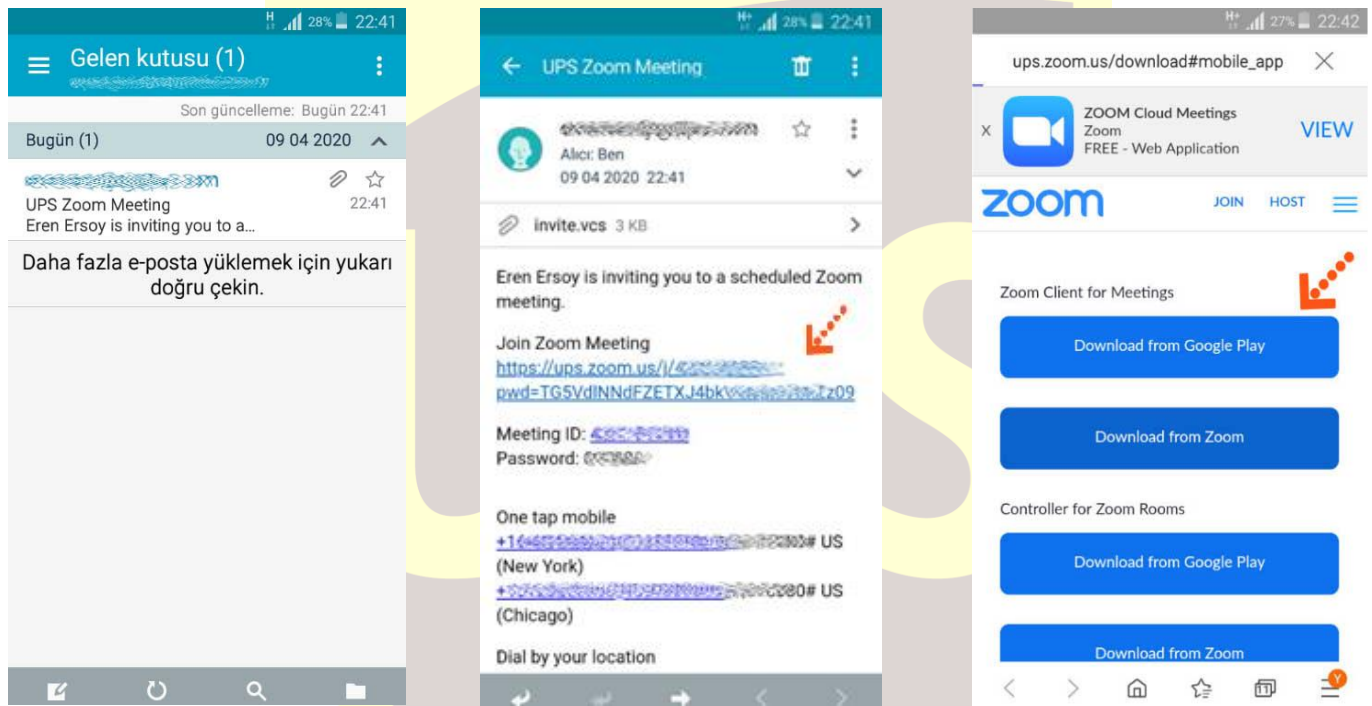 28% 22:41
Gelen kutusu (1)
Son güncelleme: Bugün 22:41
Bugün (1) 09 04 2020
UPS Zoom Meeting 22:41
Eren Ersoy is inviting you to a...
Daha fazla e-posta yüklemek için yukarı
doğru çekin.
H+ 28% 22:41
UPS Zoom Meeting
Alıcı: Ben
09 04 2020 22:41
invite.vcs 3 KB
Eren Ersoy is inviting you to a scheduled Zoom
meeting.
Join Zoom Meeting
https://ups.zoom.us/j/
Meeting ID:
Password:
One tap mobile
US
(New York)
US
(Chicago)
Dial by your location
H+ 27% 22:42
ups.zoom.us/download#mobile_app
x
ZOOM Cloud Meetings
Zoom
FREE - Web Application
VIEW
zoom JOIN HOST
Zoom Client for Meetings
Download from Google Play
Download from Zoom
Controller for Zoom Rooms
Download from Google Play
Download from Zoom
Y